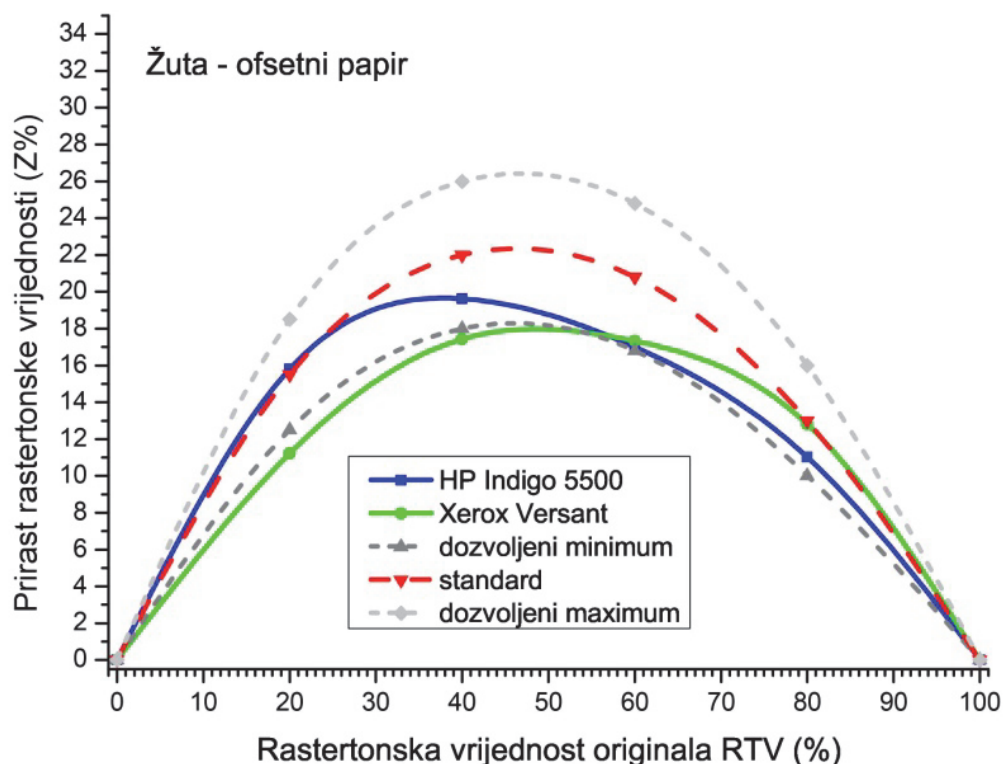 Žuta - ofsetni papir
Prirast rastertonske vrijednosti (Z%)
34
32
30
28
26
24
22
20
18
16
14
12
10
8
6
4
2
0
HP Indigo 5500
Xerox Versant
dozvoljeni minimum
standard
dozvoljeni maximum
0 10 20 30 40 50 60 70 80 90 100
Rastertonska vrijednost originala RTV (%)